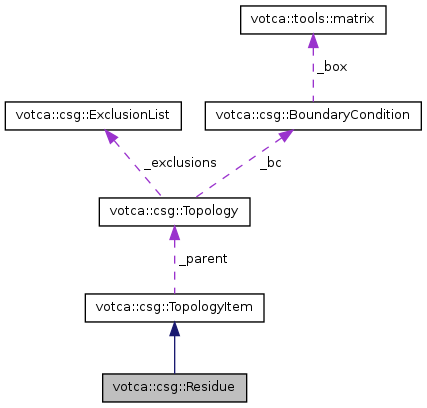 votca::tools::matrix
_box
votca::csg::ExclusionList
votca::csg::BoundaryCondition
_exclusions
_bc
votca::csg::Topology
_parent
votca::csg::TopologyItem
votca::csg::Residue